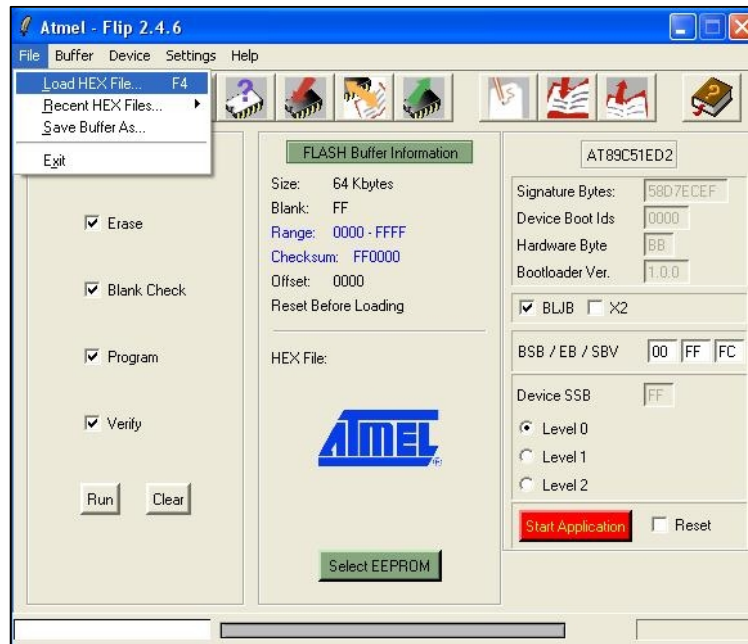 Atmel - Flip 2.4.6
File Buffer Device Settings Help
Load HEX File... F4
Recent HEX Files...
Save Buffer As...
Exit
Erase
Blank Check
Program
Verify
Run Clear
FLASH Buffer Information
Size: 64 Kbytes
Blank: FF
Range: 0000 - FFFF
Checksum: FF0000
Offset: 0000
Reset Before Loading
HEX File:
ATMEL
Select EEPROM
AT89C51ED2
Signature Bytes: 58D7ECEF
Device Boot Ids 0000
Hardware Byte BB
Bootloader Ver. 1.0.0
BLJB X2
BSB / EB / SBV 00 FF FC
Device SSB FF
Level 0
Level 1
Level 2
Start Application Reset